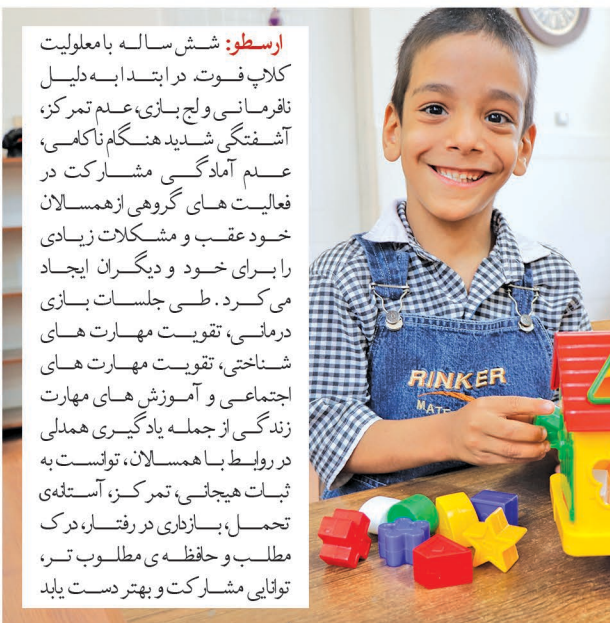 ارسطو: شش ساله با معلولیت
کلاپ فوت. در ابتدا به دلیل
نافرمانی و لج بازی، عدم تمرکز،
آشفتگی شدید هنگام ناکامی،
عدم آمادگی مشارکت در
فعالیت های گروهی از همسالان
خود عقب و مشکلات زیادی
را برای خود و دیگران ایجاد
می کرد. طی جلسات بازی
درمانی، تقویت مهارت های
شناختی، تقویت مهارت های
اجتماعی و آموزش های مهارت
زندگی از جمله یادگیری همدلی
در روابط با همسالان، توانست به
ثبات هیجانی، تمرکز، آستانه‌ی
تحمل، بازداری در رفتار، درک
مطلب و حافظه ی مطلوب تر،
توانایی مشارکت و بهتر دست یابد
RINKER
MATE